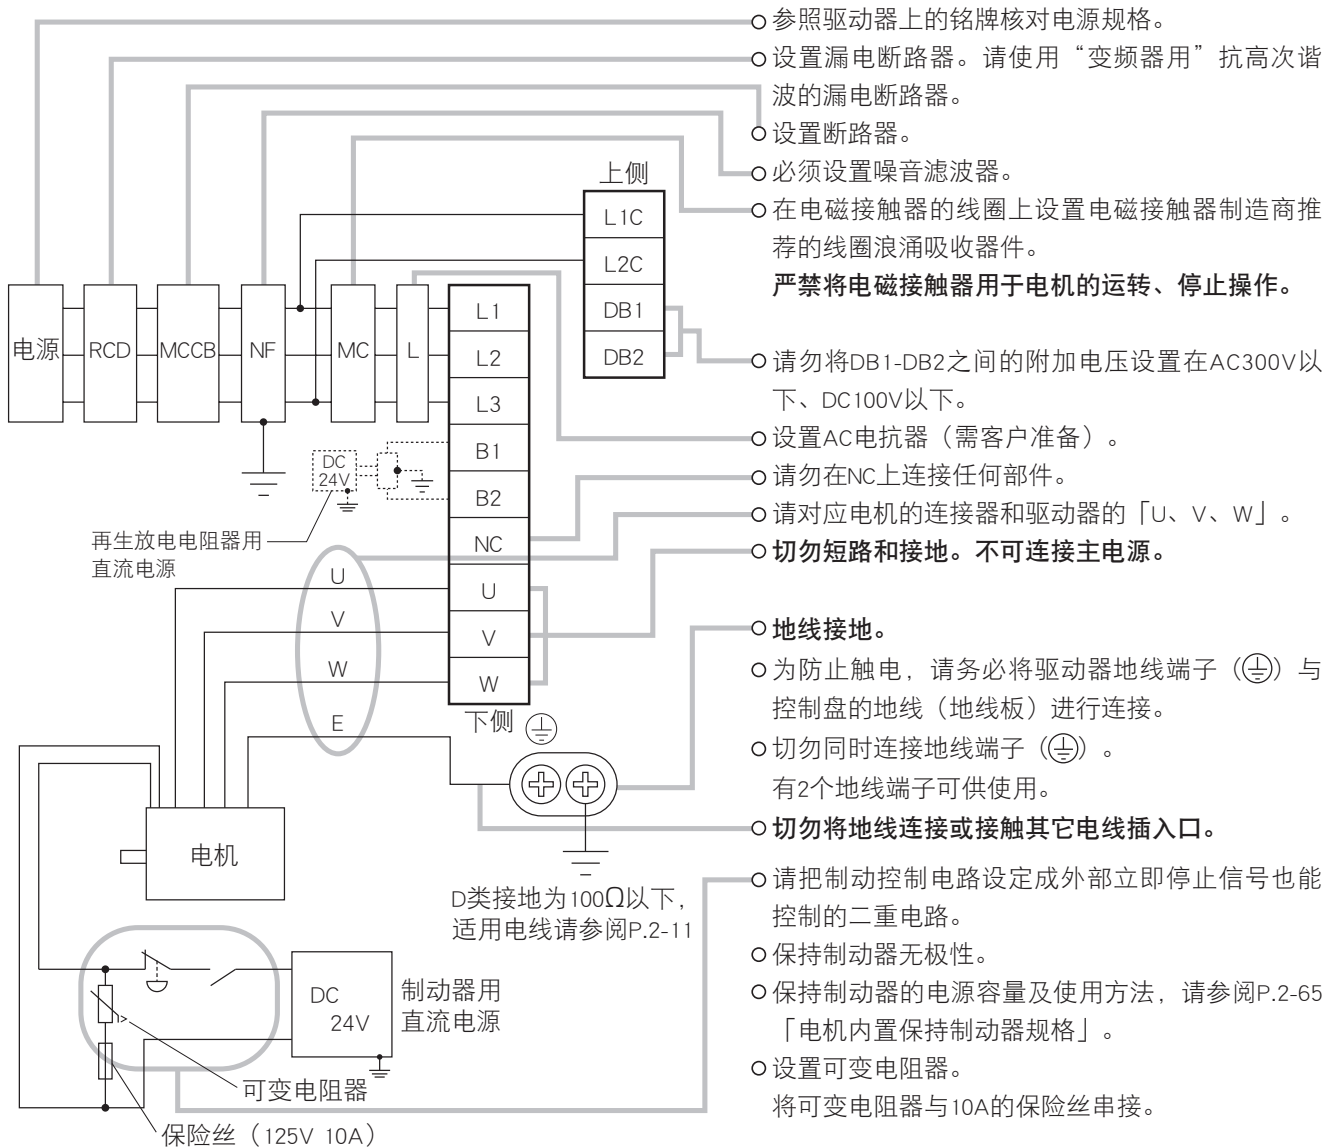 参照驱动器上的铭牌核对电源规格。
设置漏电断路器。请使用“变频器用”抗高次谐
波的漏电断路器。
设置断路器。
必须设置噪音滤波器。
在电磁接触器的线圈上设置电磁接触器制造商推
荐的线圈浪涌吸收器件。
严禁将电磁接触器用于电机的运转、停止操作。
请勿将DB1-DB2之间的附加电压设置在AC300V以
下、DC100V以下。
设置AC电抗器（需客户准备）。
请勿在NC上连接任何部件。
请对应电机的连接器和驱动器的「U、V、W」。
切勿短路和接地。不可连接主电源。
地线接地。
为防止触电，请务必将驱动器地线端子（⏚）与
控制盘的地线（地线板）进行连接。
切勿同时连接地线端子（⏚）。
有2个地线端子可供使用。
切勿将地线连接或接触其它电线插入口。
请把制动控制电路设定成外部立即停止信号也能
控制的二重电路。
保持制动器无极性。
保持制动器的电源容量及使用方法，请参阅P.2-65
「电机内置保持制动器规格」。
设置可变电阻器。
将可变电阻器与10A的保险丝串接。
上侧
L1C
L2C
DB1
DB2
电源
RCD
MCCB
NF
MC
L
L1
L2
L3
B1
B2
NC
U
V
W
下侧
DC
24V
再生放电电阻器用
直流电源
U
V
W
E
电机
D类接地为100Ω以下，
适用电线请参阅P.2-11
DC
24V
制动器用
直流电源
可变电阻器
保险丝（125V 10A）